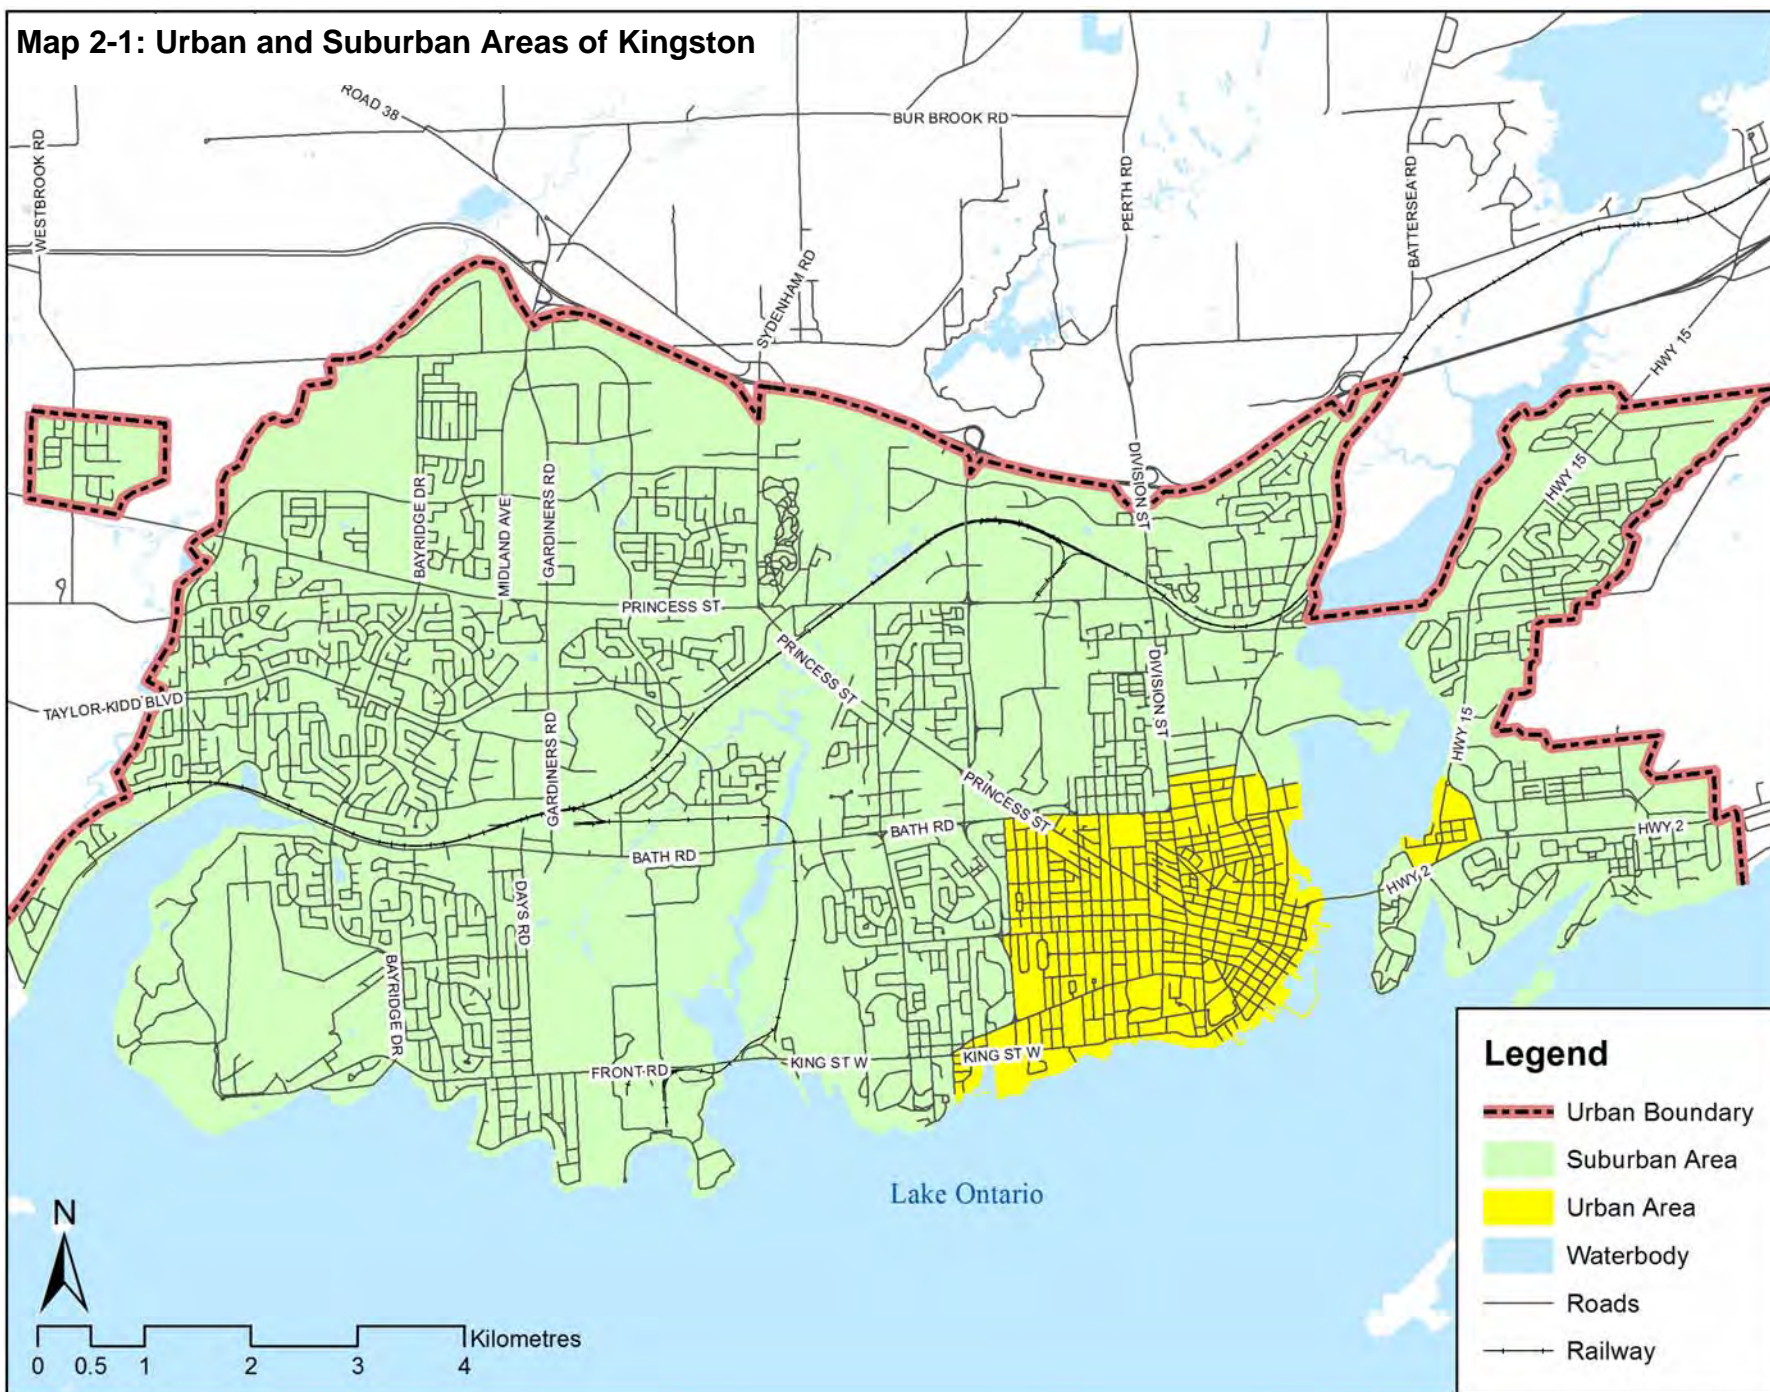 Map 2-1: Urban and Suburban Areas of Kingston
ROAD 38
BUR BROOK RD
WESTBROOK RD
PERTH RD
BATTERSEA RD
SYDENHAM RD
HWY 15
DIVISION ST
HWY 15
BAYRIDGE DR
MIDLAND AVE
GARDINERS RD
PRINCESS ST
PRINCESS ST
DIVISION ST
TAYLOR-KIDD BLVD
GARDINERS RD
HWY 15
PRINCESS ST
BATH RD
BATH RD
HWY 2
HWY 2
DAYS RD
BAYRIDGE DR
FRONT RD
KING ST W
KING ST W
Lake Ontario
N
Kilometres
0 0.5 1 2 3 4
Legend
Urban Boundary
Suburban Area
Urban Area
Waterbody
Roads
Railway